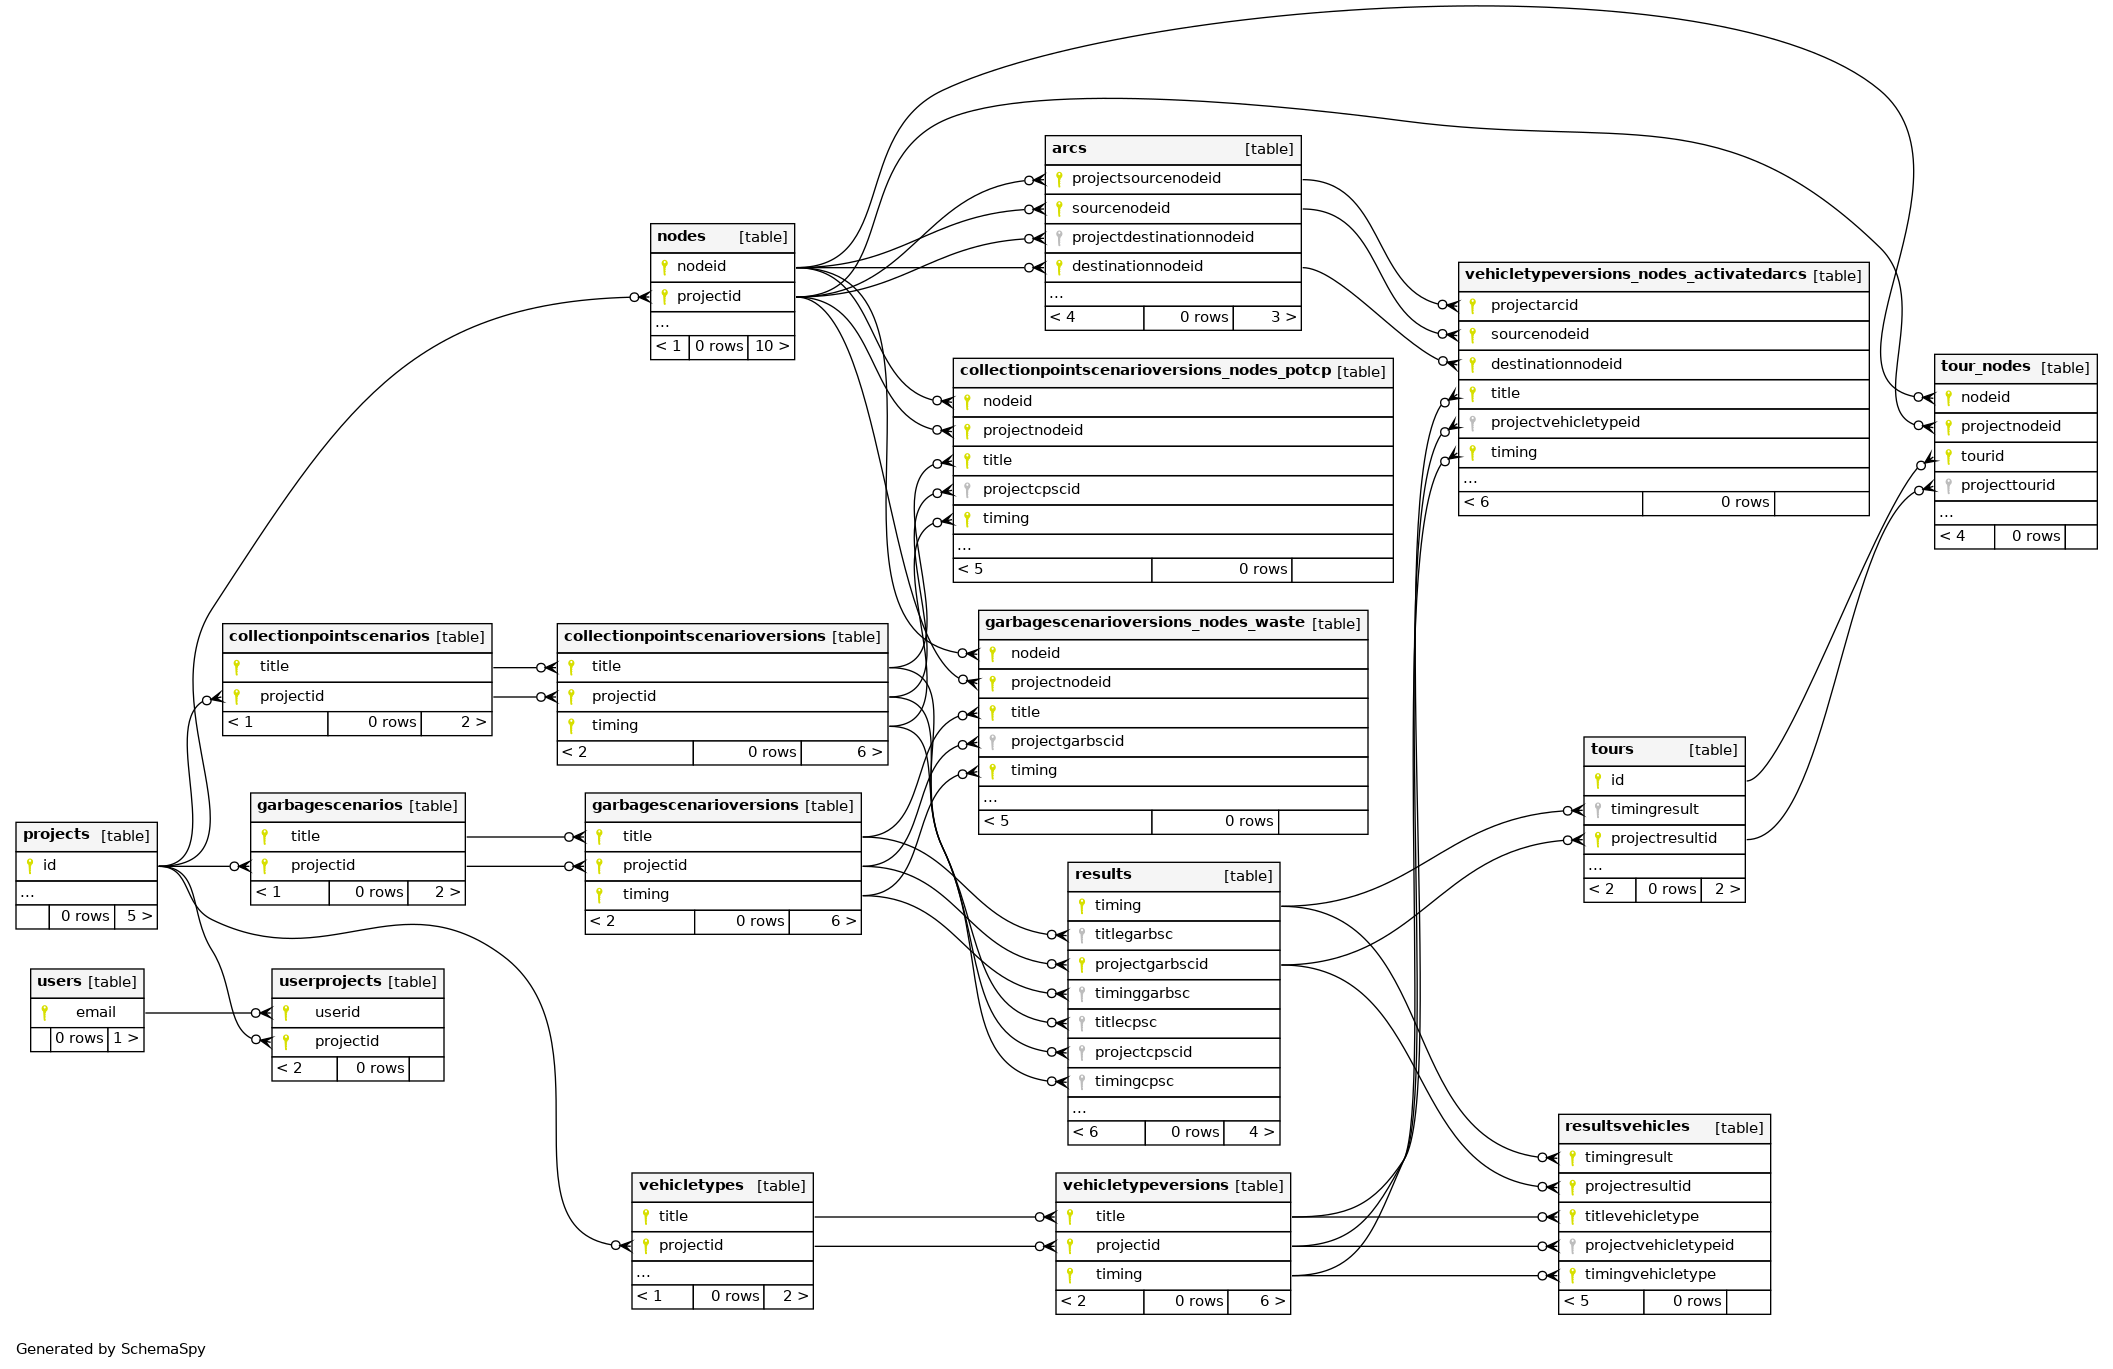 arcs [table]
projectsourcenodeid
sourcenodeid
projectdestinationnodeid
destinationnodeid
...
< 4 0 rows 3 >
nodes [table]
nodeid
projectid
...
< 1 0 rows 10 >
vehicletypeversions_nodes_activatedarcs [table]
projectarcid
sourcenodeid
destinationnodeid
title
projectvehicletypeid
timing
...
< 6 0 rows
tour_nodes [table]
nodeid
projectnodeid
tourid
projecttourid
...
< 4 0 rows
collectionpointscenarioversions_nodes_potcp [table]
nodeid
projectnodeid
title
projectcpscid
timing
...
< 5 0 rows
garbagescenarioversions_nodes_waste [table]
nodeid
projectnodeid
title
projectgarbscid
timing
...
< 5 0 rows
collectionpointscenarios [table]
title
projectid
< 1 0 rows 2 >
collectionpointscenarioversions [table]
title
projectid
timing
< 2 0 rows 6 >
tours [table]
id
timingresult
projectresultid
...
< 2 0 rows 2 >
garbagescenarios [table]
title
projectid
< 1 0 rows 2 >
garbagescenarioversions [table]
title
projectid
timing
< 2 0 rows 6 >
projects [table]
id
...
0 rows 5 >
results [table]
timing
titlegarbsc
projectgarbscid
timinggarbsc
titlecpsc
projectcpscid
timingcpsc
...
< 6 0 rows 4 >
users [table]
email
0 rows 1 >
userprojects [table]
userid
projectid
< 2 0 rows
resultsvehicles [table]
timingresult
projectresultid
titlevehicletype
projectvehicletypeid
timingvehicletype
< 5 0 rows
vehicletypes [table]
title
projectid
...
< 1 0 rows 2 >
vehicletypeversions [table]
title
projectid
timing
< 2 0 rows 6 >
Generated by SchemaSpy